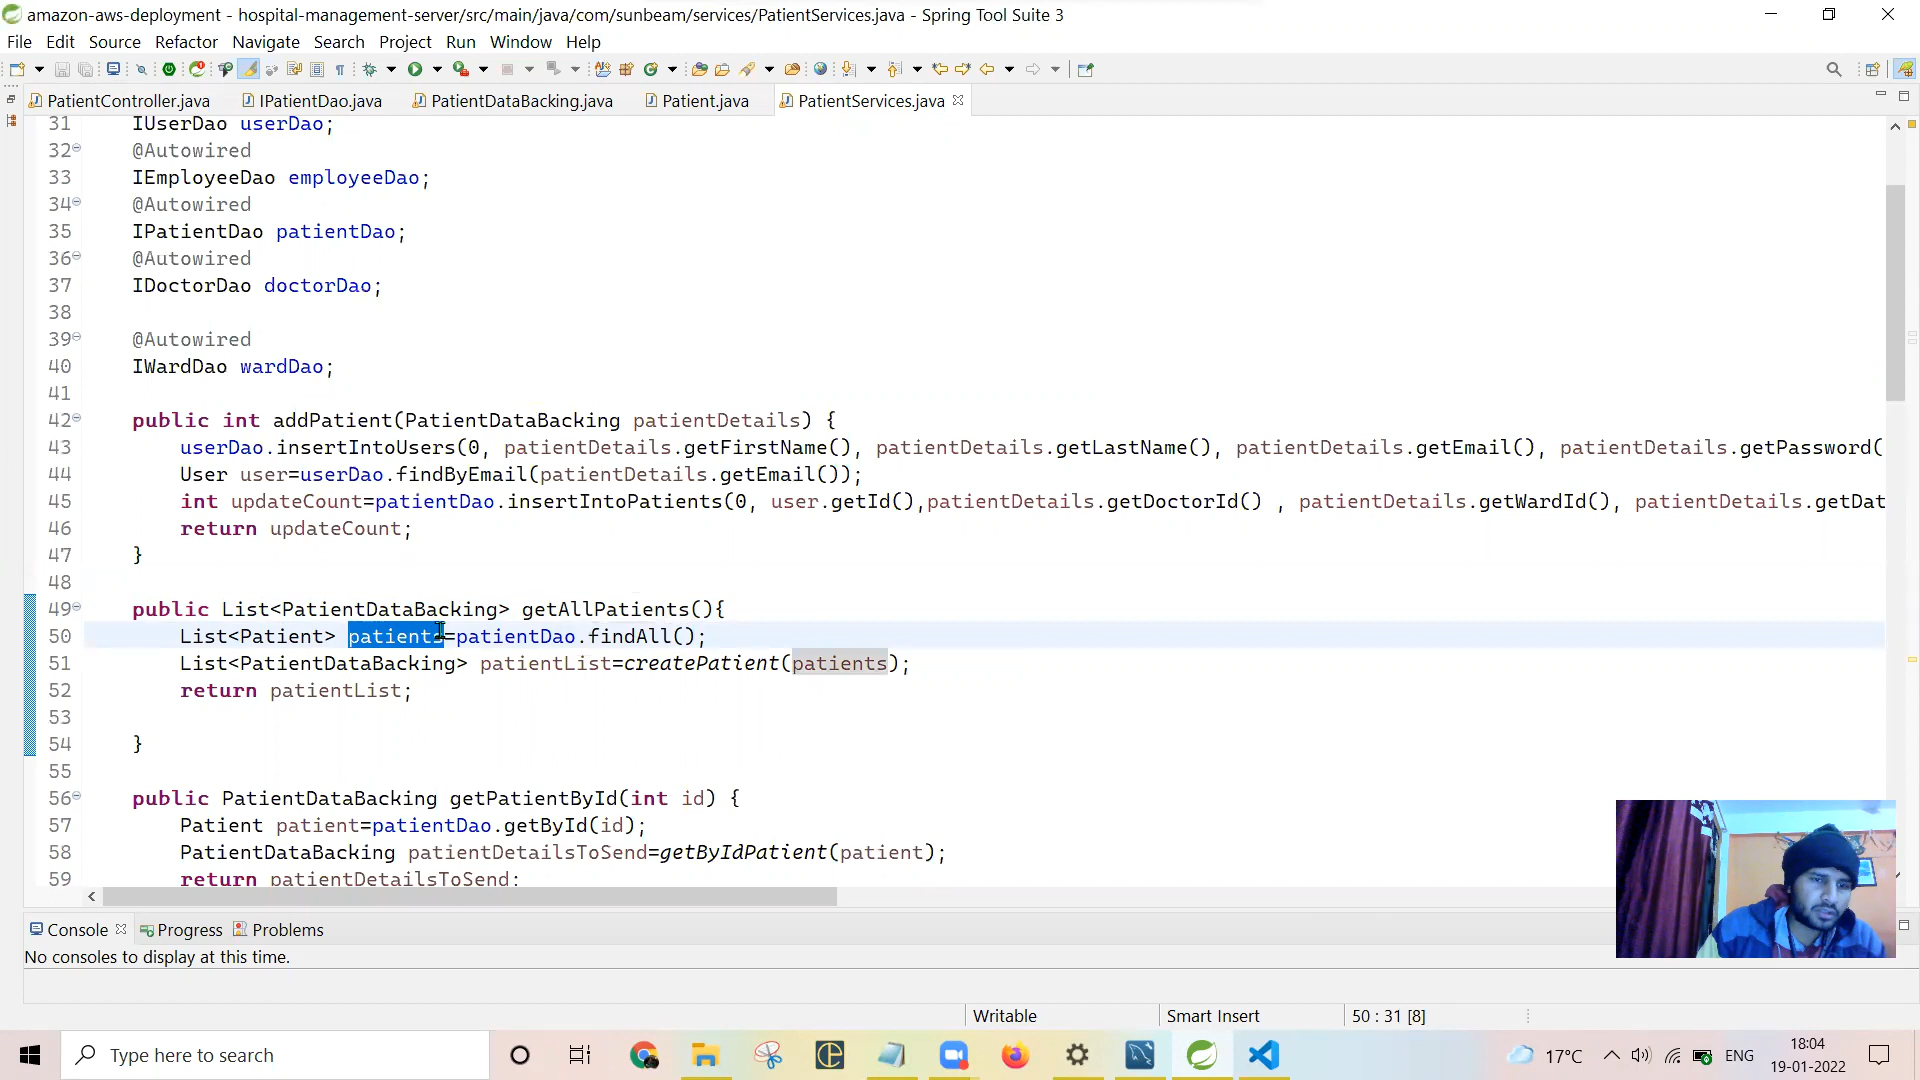 amazon-aws-deployment - hospital-management-server/src/main/java/com/sunbeam/services/PatientServices.java - Spring Tool Suite 3
File Edit Source Refactor Navigate Search Project Run Window Help
PatientController.java IPatientDao.java PatientDataBacking.java Patient.java PatientServices.java
31 IUserDao userDao;
32 @Autowired
33 IEmployeeDao employeeDao;
34 @Autowired
35 IPatientDao patientDao;
36 @Autowired
37 IDoctorDao doctorDao;
38
39 @Autowired
40 IWardDao wardDao;
41
42 public int addPatient(PatientDataBacking patientDetails) {
43 userDao.insertIntoUsers(0, patientDetails.getFirstName(), patientDetails.getLastName(), patientDetails.getEmail(), patientDetails.getPassword(
44 User user=userDao.findByEmail(patientDetails.getEmail());
45 int updateCount=patientDao.insertIntoPatients(0, user.getId(),patientDetails.getDoctorId() , patientDetails.getWardId(), patientDetails.getDat
46 return updateCount;
47 }
48
49 public List<PatientDataBacking> getAllPatients(){
50 List<Patient> patients=patientDao.findAll();
51 List<PatientDataBacking> patientList=createPatient(patients);
52 return patientList;
53
54 }
55
56 public PatientDataBacking getPatientById(int id) {
57 Patient patient=patientDao.getById(id);
58 PatientDataBacking patientDetailsToSend=getByIdPatient(patient);
59 return patientDetailsToSend;
Console Progress Problems
No consoles to display at this time.
Writable Smart Insert 50 : 31 [8]
Type here to search 17°C ENG 18:04
19-01-2022